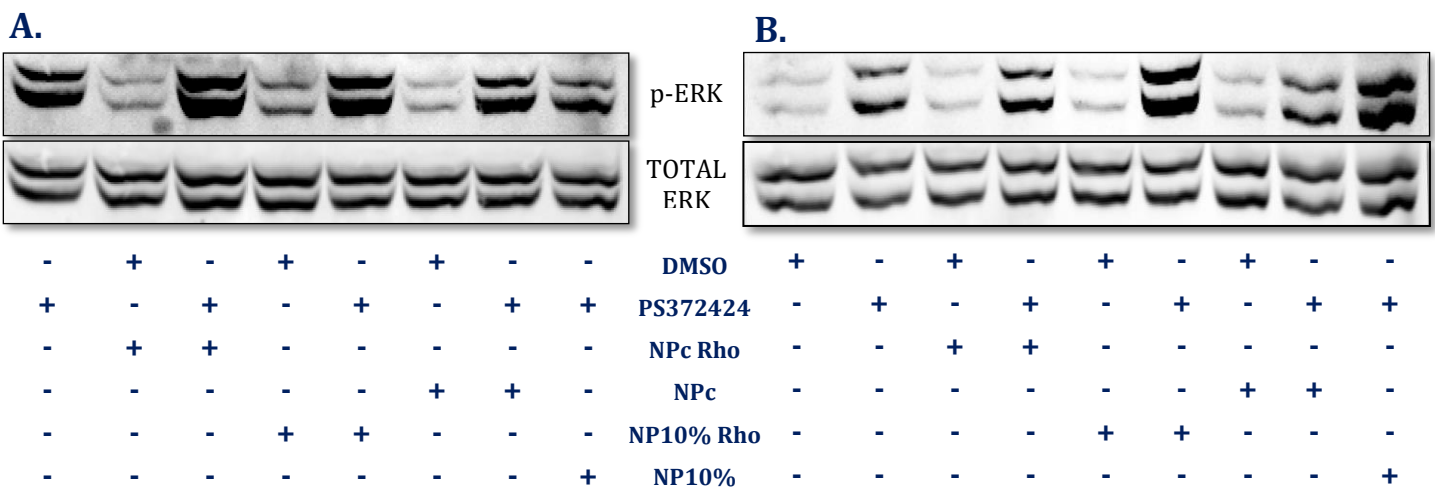 A.
B.
p-ERK
TOTAL
ERK
- + - + - + - - DMSO + - + - + - + - -
+ - + - + - + + PS372424 - + - + - + - + +
- + + - - - - - NPc Rho - - + + - - - - -
- - - - - + + - NPc - - - - - - + + -
- - - + + - - - NP10% Rho - - - - + + - - -
- - - - - - - + NP10% - - - - - - - - +